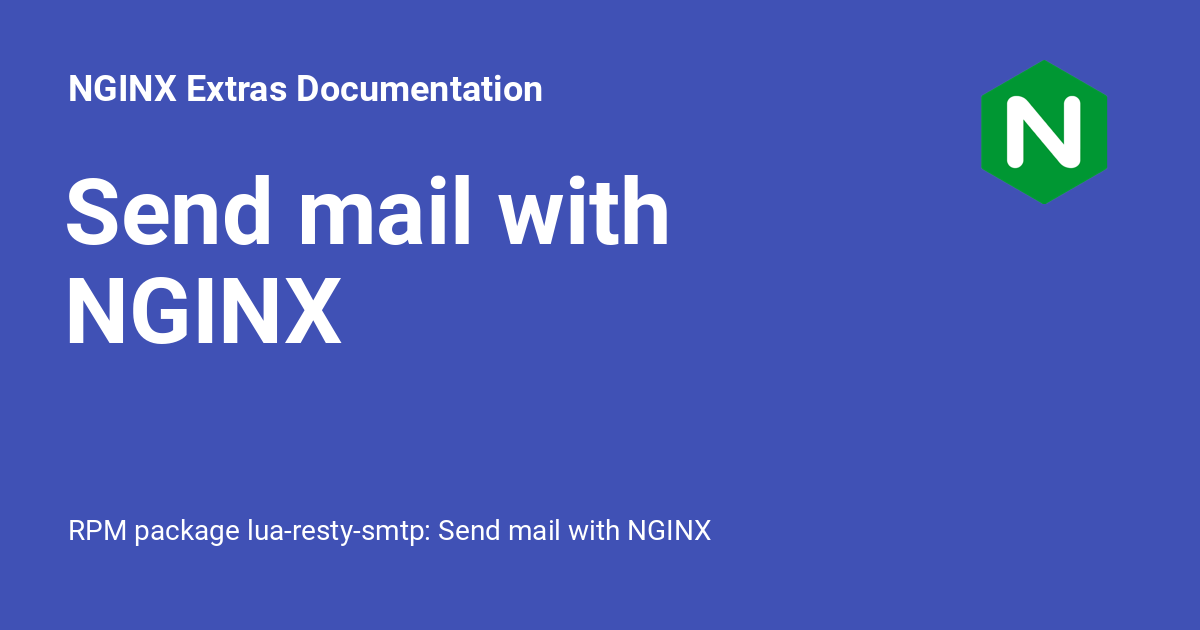 NGINX Extras Documentation
N
Send mail with
NGINX
RPM package lua-resty-smtp: Send mail with NGINX